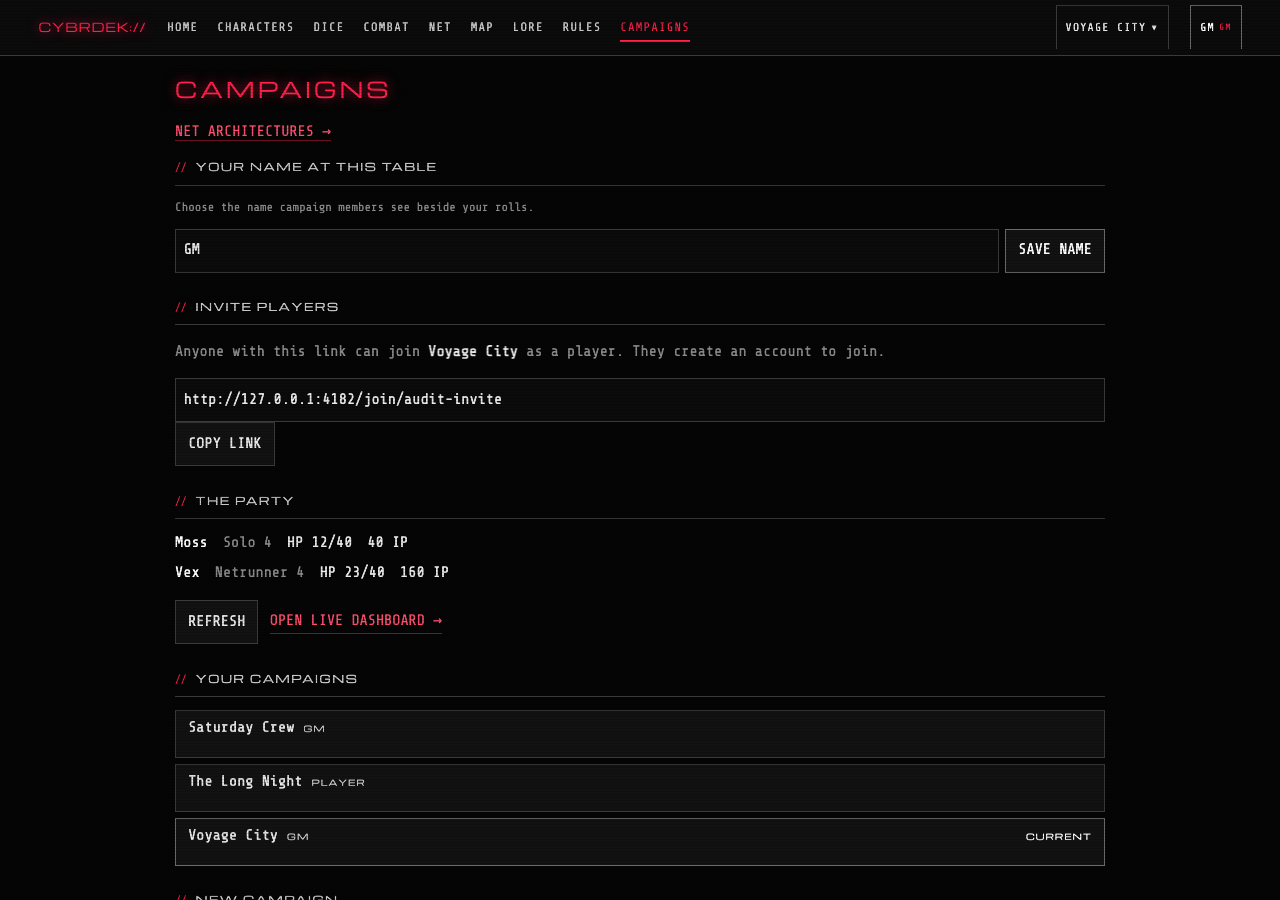 CYBRDEK:// HOME CHARACTERS DICE COMBAT NET MAP LORE RULES CAMPAIGNS VOYAGE CITY ▾ GM GM
CAMPAIGNS
NET ARCHITECTURES →
// YOUR NAME AT THIS TABLE
Choose the name campaign members see beside your rolls.
GM SAVE NAME
// INVITE PLAYERS
Anyone with this link can join Voyage City as a player. They create an account to join.
http://127.0.0.1:4182/join/audit-invite
COPY LINK
// THE PARTY
Moss Solo 4 HP 12/40 40 IP
Vex Netrunner 4 HP 23/40 160 IP
REFRESH OPEN LIVE DASHBOARD →
// YOUR CAMPAIGNS
Saturday Crew GM
The Long Night PLAYER
Voyage City GM CURRENT
// NEW CAMPAIGN